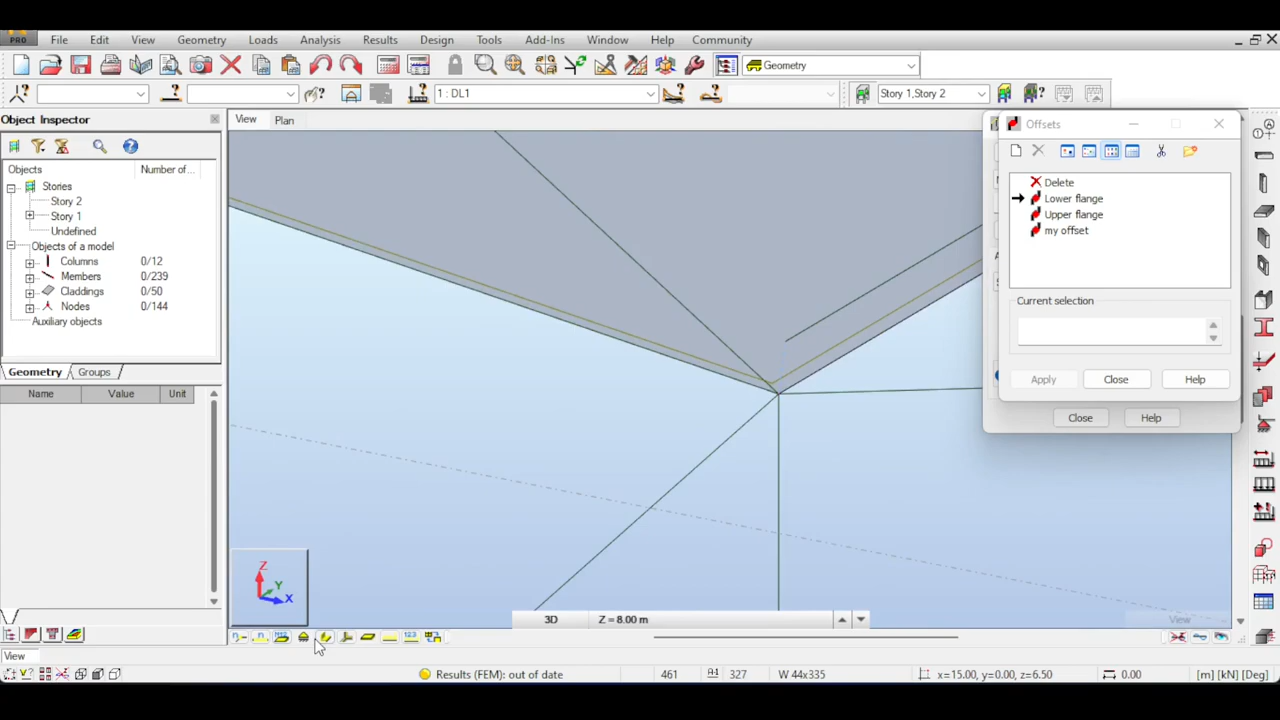 PRO File Edit View Geometry Loads Analysis Results Design Tools Add-Ins Window Help Community
Geometry
1 : DL1
Story 1,Story 2
Object Inspector
View
Plan
Objects
Number of...
Stories
Story 2
Story 1
Undefined
Objects of a model
Columns 0/12
Members 0/239
Claddings 0/50
Nodes 0/144
Auxiliary objects
Geometry
Groups
Name Value Unit
Offsets
Delete
Lower flange
Upper flange
my offset
Current selection
Apply Close Help
Close Help
Z
Y
X
3D Z = 8.00 m
View
View
Results (FEM): out of date 461 327 W 44x335 x=15.00, y=0.00, z=6.50 0.00 [m] [kN] [Deg]